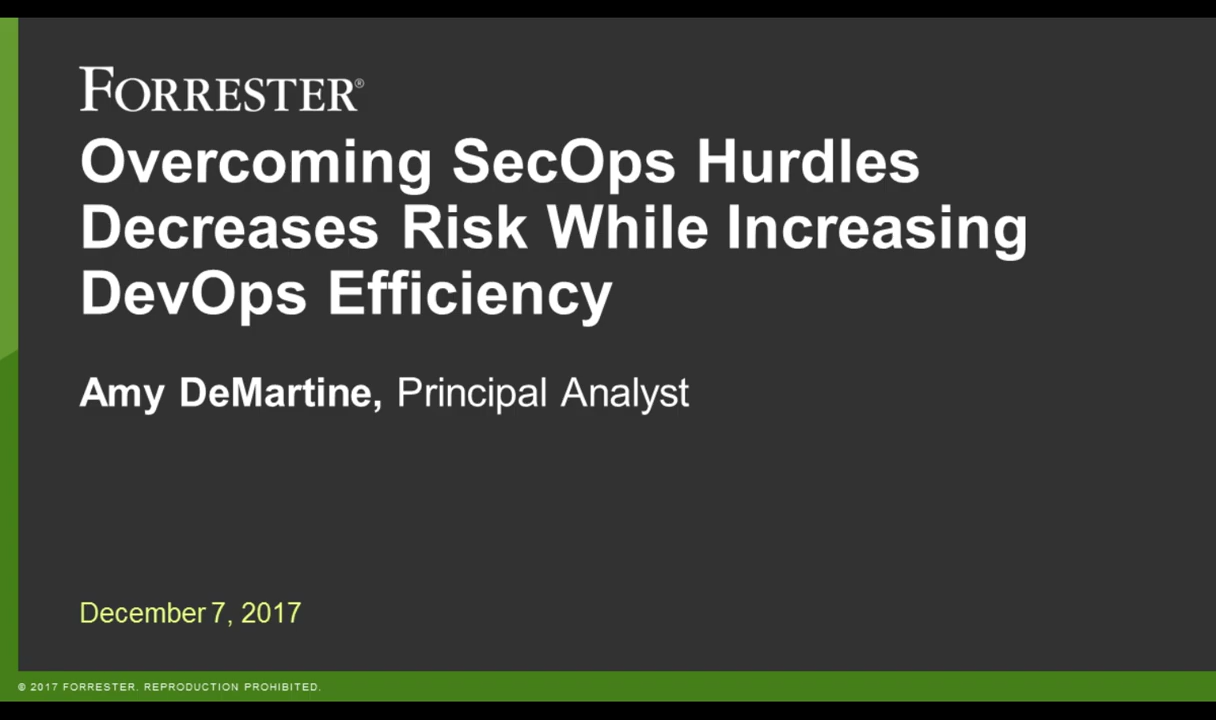 FORRESTER®
Overcoming SecOps Hurdles
Decreases Risk While Increasing
DevOps Efficiency
Amy DeMartine, Principal Analyst
December 7, 2017
© 2017 FORRESTER. REPRODUCTION PROHIBITED.